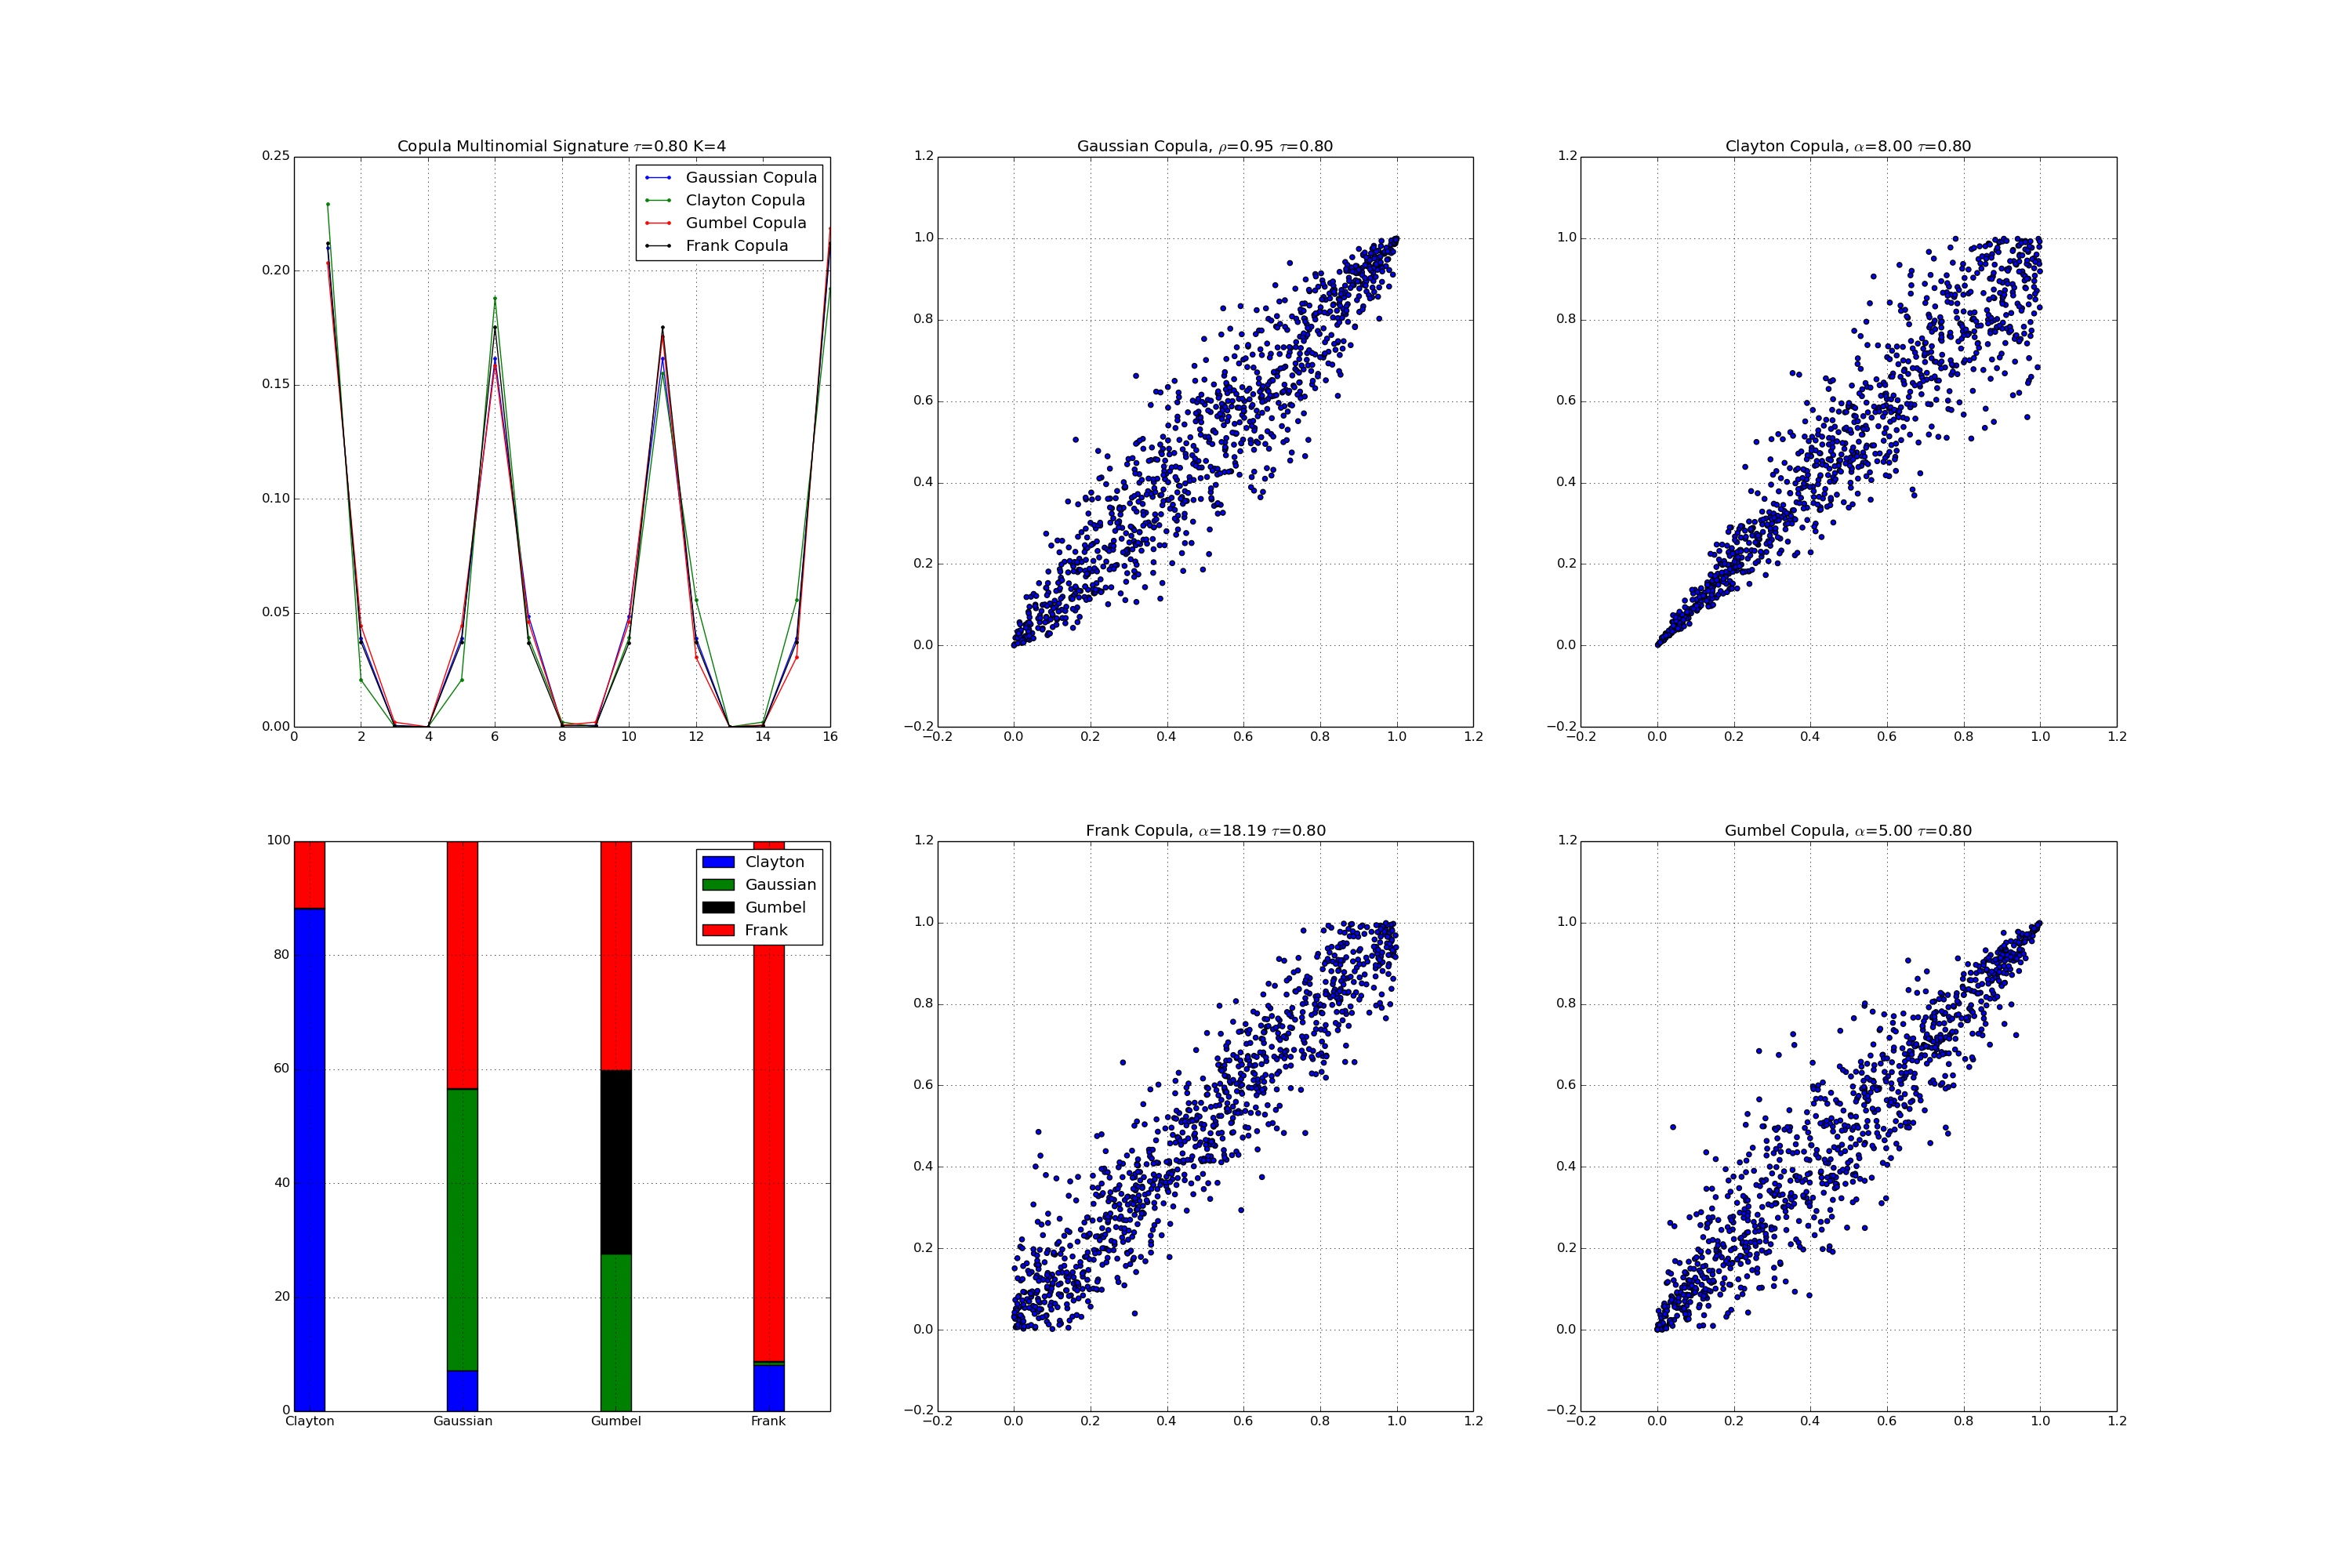 Copula Multinomial Signature τ=0.80 K=4
0.25
0.20
0.15
0.10
0.05
0.00
0 2 4 6 8 10 12 14 16
Gaussian Copula
Clayton Copula
Gumbel Copula
Frank Copula
Gaussian Copula, ρ=0.95 τ=0.80
1.2
1.0
0.8
0.6
0.4
0.2
0.0
−0.2
−0.2 0.0 0.2 0.4 0.6 0.8 1.0 1.2
Clayton Copula, α=8.00 τ=0.80
1.2
1.0
0.8
0.6
0.4
0.2
0.0
−0.2
−0.2 0.0 0.2 0.4 0.6 0.8 1.0 1.2
100
80
60
40
20
0
Clayton Gaussian Gumbel Frank
Clayton
Gaussian
Gumbel
Frank
Frank Copula, α=18.19 τ=0.80
1.2
1.0
0.8
0.6
0.4
0.2
0.0
−0.2
−0.2 0.0 0.2 0.4 0.6 0.8 1.0 1.2
Gumbel Copula, α=5.00 τ=0.80
1.2
1.0
0.8
0.6
0.4
0.2
0.0
−0.2
−0.2 0.0 0.2 0.4 0.6 0.8 1.0 1.2